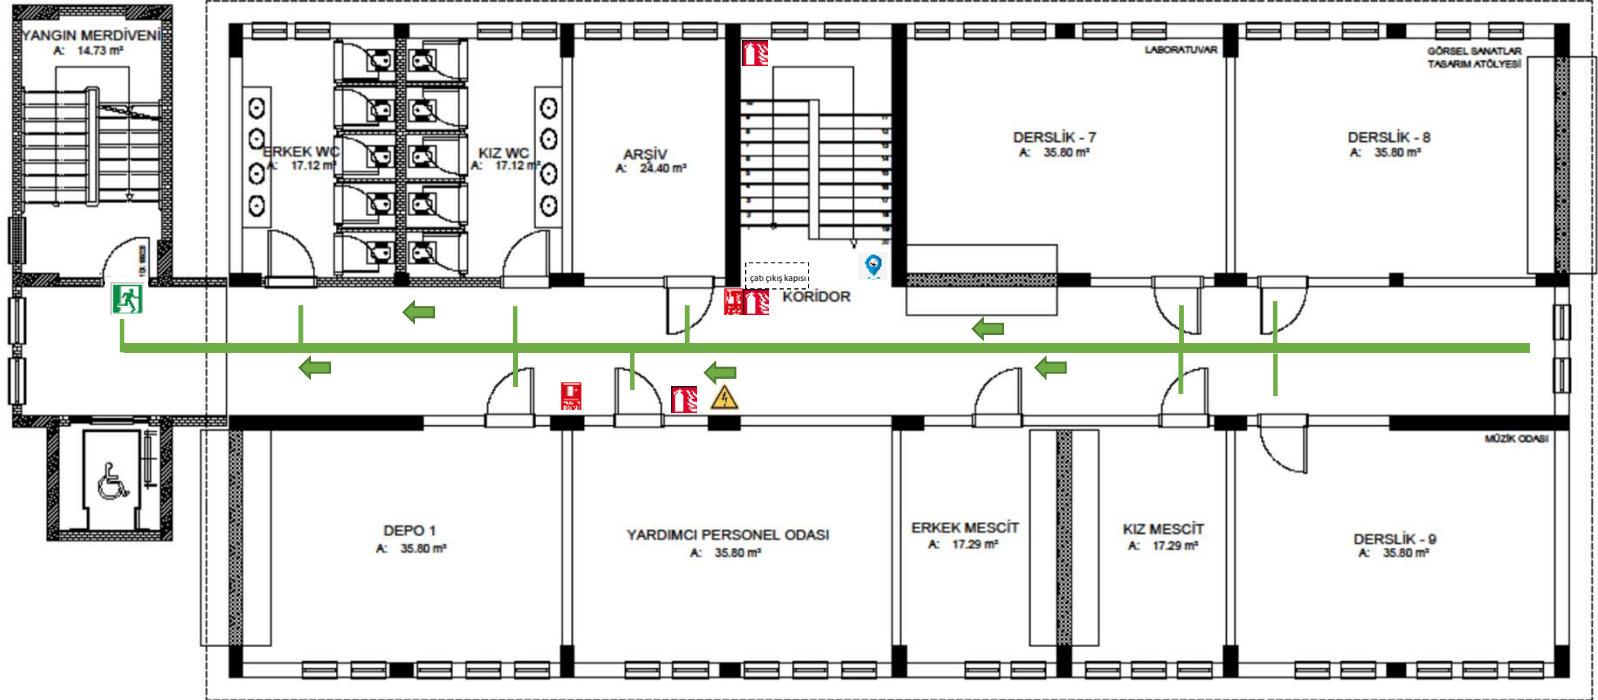 YANGIN MERDİVENİ
A: 14.73 m²
LABORATUVAR
GÖRSEL SANATLAR
TASARIM ATÖLYESİ
ERKEK WC
A: 17.12 m²
KIZ WC
A: 17.12 m²
ARŞİV
A: 24.40 m²
DERSLİK - 7
A: 35.80 m²
DERSLİK - 8
A: 35.80 m²
çatı çıkış kapısı
KORİDOR
MÜZİK ODASI
DEPO 1
A: 35.80 m²
YARDIMCI PERSONEL ODASI
A: 35.80 m²
ERKEK MESCİT
A: 17.29 m²
KIZ MESCİT
A: 17.29 m²
DERSLİK - 9
A: 35.80 m²